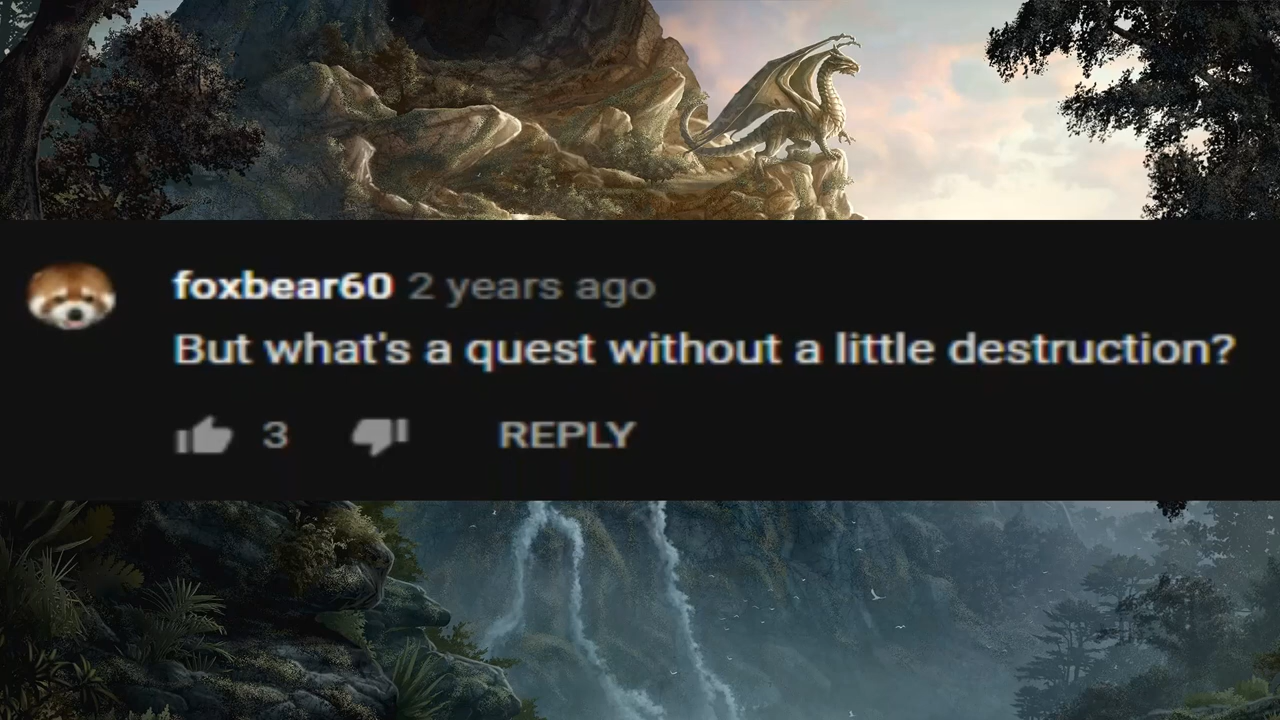 foxbear60 2 years ago
But what's a quest without a little destruction?
3 REPLY